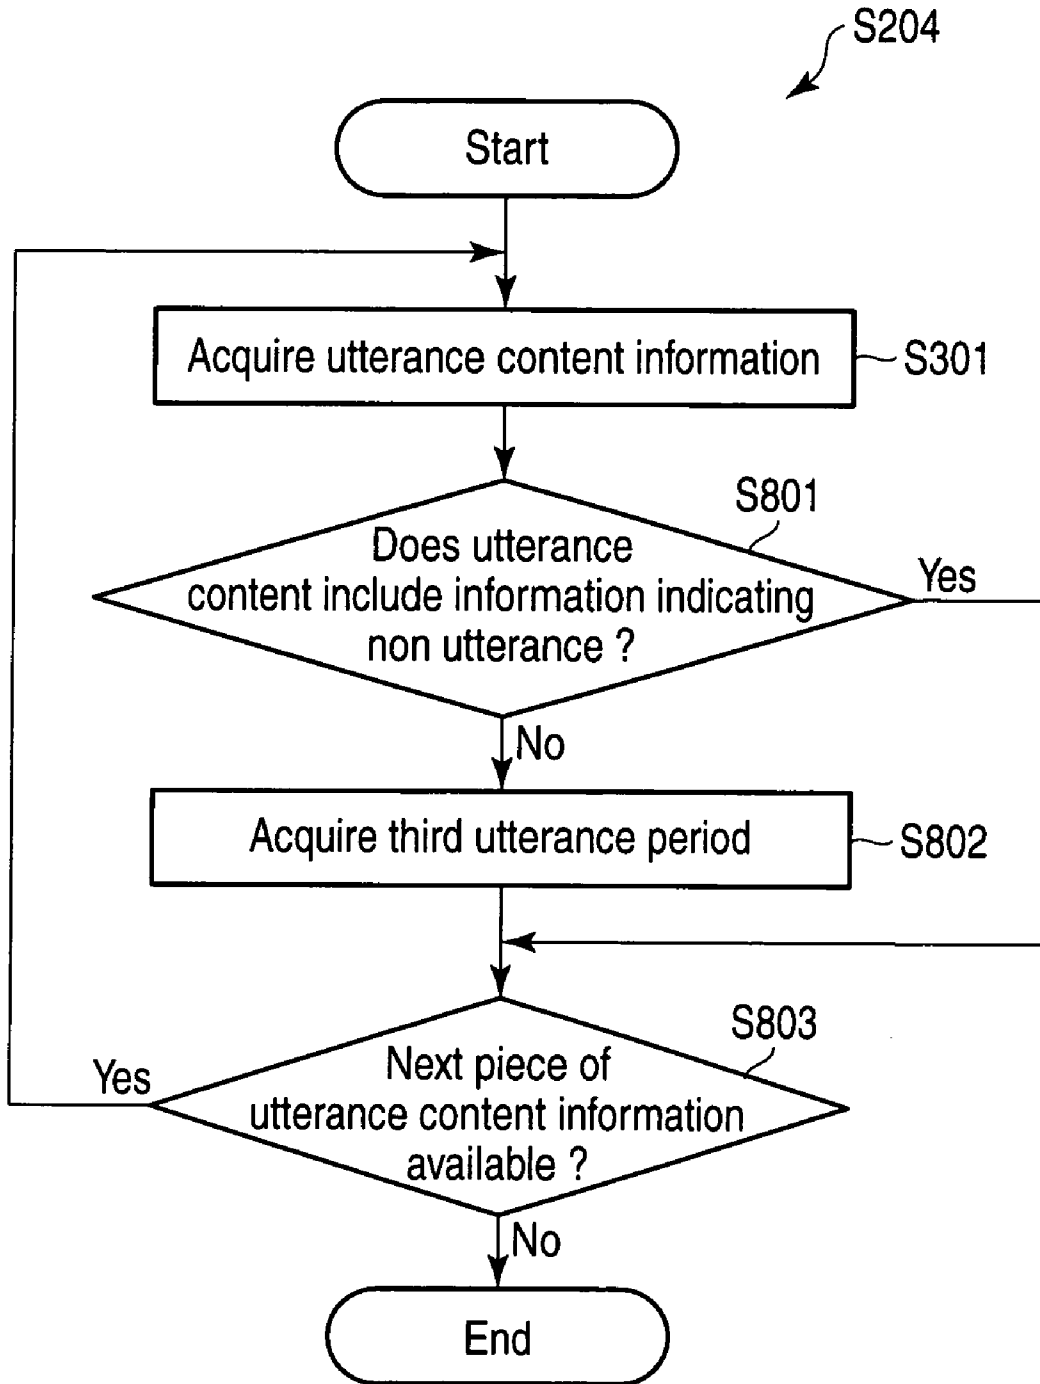 S204
Start
Acquire utterance content information
S301
S801
Does utterance
content include information indicating
non utterance ?
Yes
No
Acquire third utterance period
S802
S803
Next piece of
utterance content information
available ?
Yes
No
End